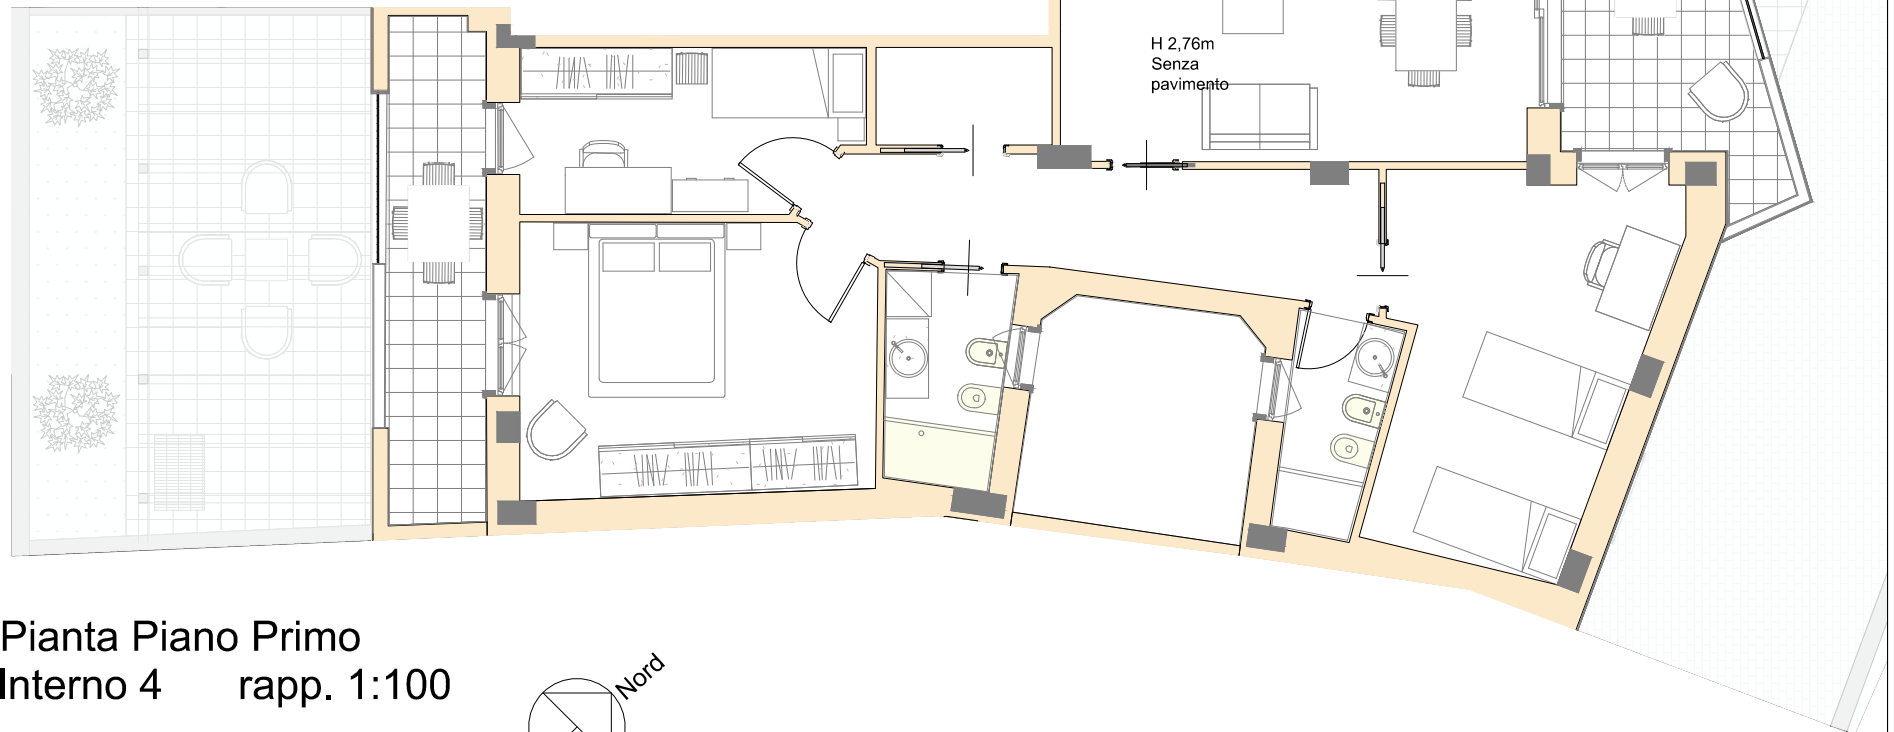 H 2,76m
Senza
pavimento
Pianta Piano Primo
Interno 4 rapp. 1:100
Nord